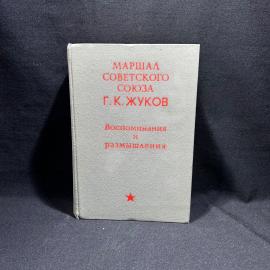 МАРШАЛ
СОВЕТСКОГО
СОЮЗА
Г. К. ЖУКОВ
Воспоминания
и
размышления